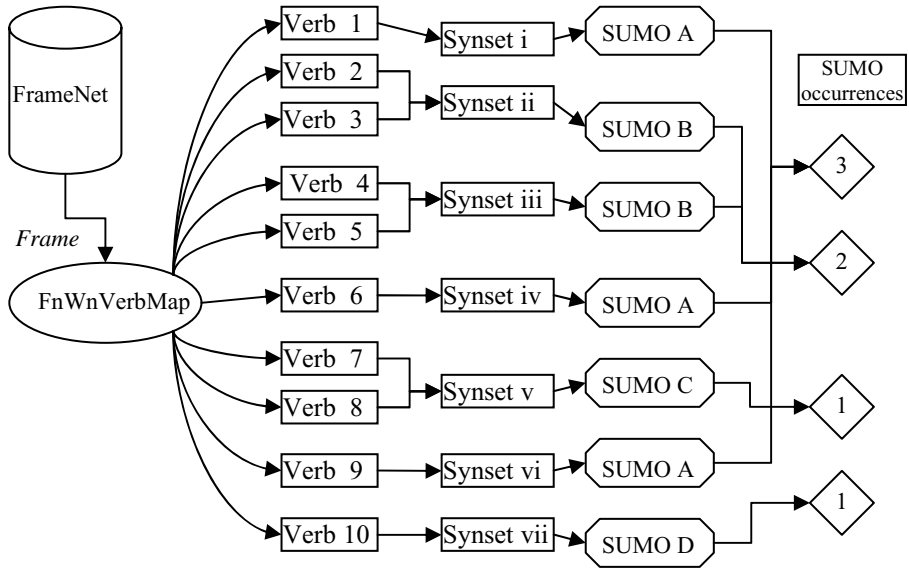 FrameNet
Frame
FnWnVerbMap
Verb 1
Verb 2
Verb 3
Verb 4
Verb 5
Verb 6
Verb 7
Verb 8
Verb 9
Verb 10
Synset i
Synset ii
Synset iii
Synset iv
Synset v
Synset vi
Synset vii
SUMO A
SUMO B
SUMO B
SUMO A
SUMO C
SUMO A
SUMO D
SUMO
occurrences
3
2
1
1